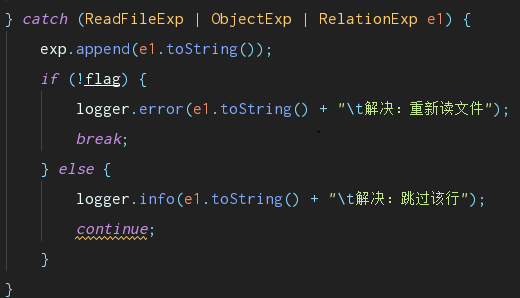 } catch (ReadFileExp | ObjectExp | RelationExp e1) {
exp.append(e1.toString());
if (!flag) {
logger.error(e1.toString() + "\t解决：重新读文件");
break;
} else {
logger.info(e1.toString() + "\t解决：跳过该行");
continue;
}
}